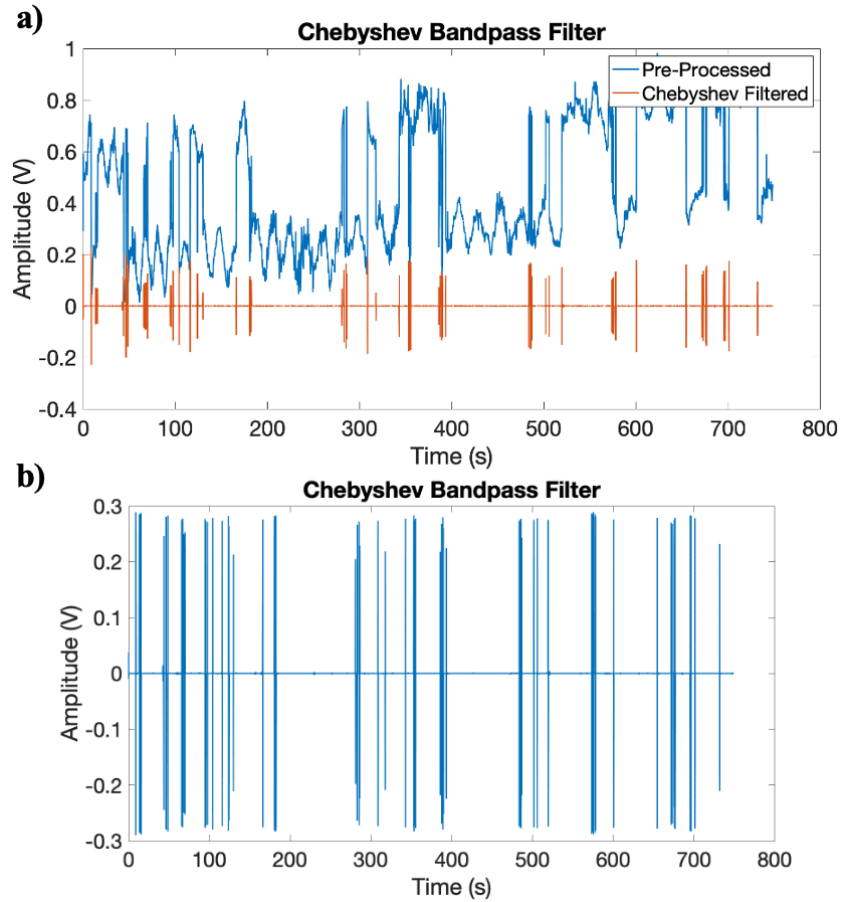 a)
Chebyshev Bandpass Filter
Pre-Processed
Chebyshev Filtered
Amplitude (V)
1
0.8
0.6
0.4
0.2
0
-0.2
-0.4
0 100 200 300 400 500 600 700 800
Time (s)
b)
Chebyshev Bandpass Filter
Amplitude (V)
0.3
0.2
0.1
0
-0.1
-0.2
-0.3
0 100 200 300 400 500 600 700 800
Time (s)